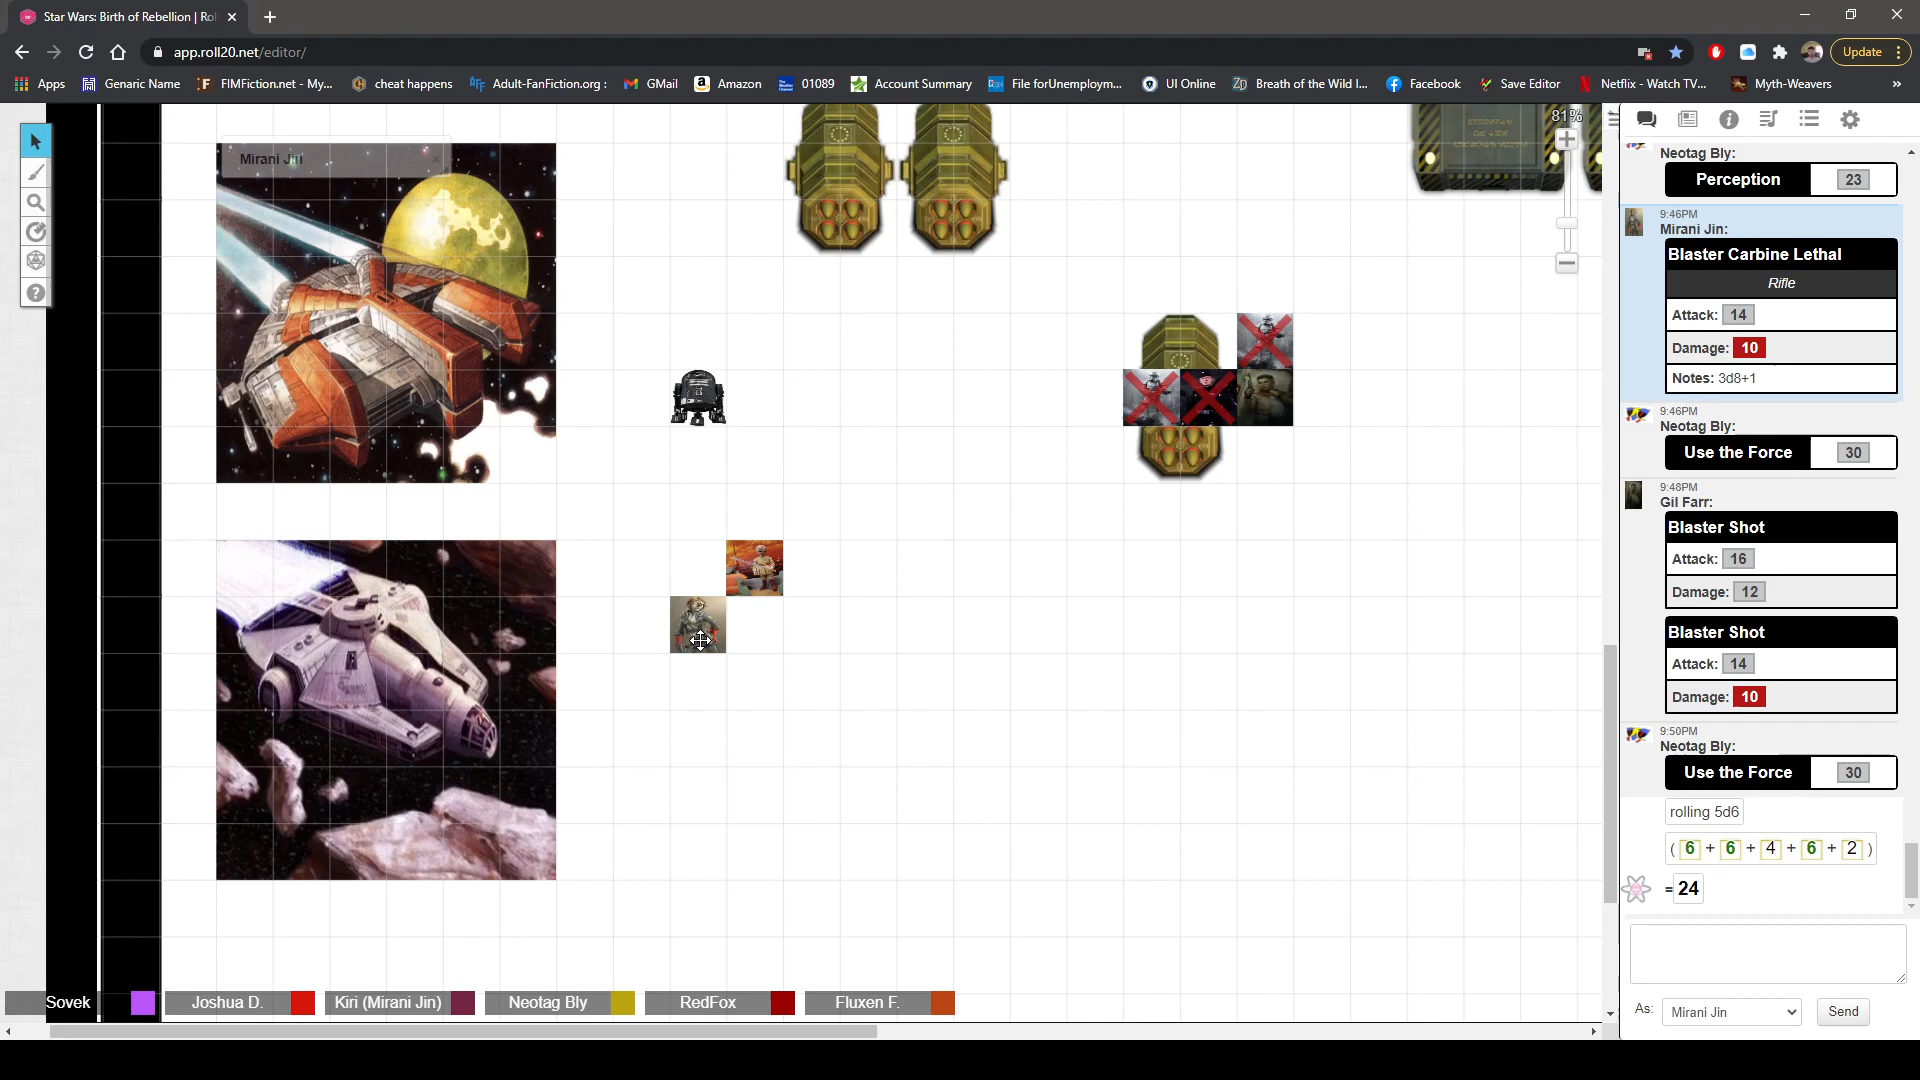 Star Wars: Birth of Rebellion | Rol
app.roll20.net/editor/
Update
Apps
Genaric Name
FIMFiction.net - My...
cheat happens
Adult-FanFiction.org :
GMail
Amazon
01089
Account Summary
File forUnemploym...
UI Online
Breath of the Wild I...
Facebook
Save Editor
Netflix - Watch TV...
Myth-Weavers
»
Mirani Jin
81%
Neotag Bly:
Perception 23
9:46PM
Mirani Jin:
Blaster Carbine Lethal
Rifle
Attack: 14
Damage: 10
Notes: 3d8+1
9:46PM
Neotag Bly:
Use the Force 30
9:48PM
Gil Farr:
Blaster Shot
Attack: 16
Damage: 12
Blaster Shot
Attack: 14
Damage: 10
9:50PM
Neotag Bly:
Use the Force 30
rolling 5d6
( 6 + 6 + 4 + 6 + 2 )
= 24
As: Mirani Jin
Send
Sovek
Joshua D.
Kiri (Mirani Jin)
Neotag Bly
RedFox
Fluxen F.